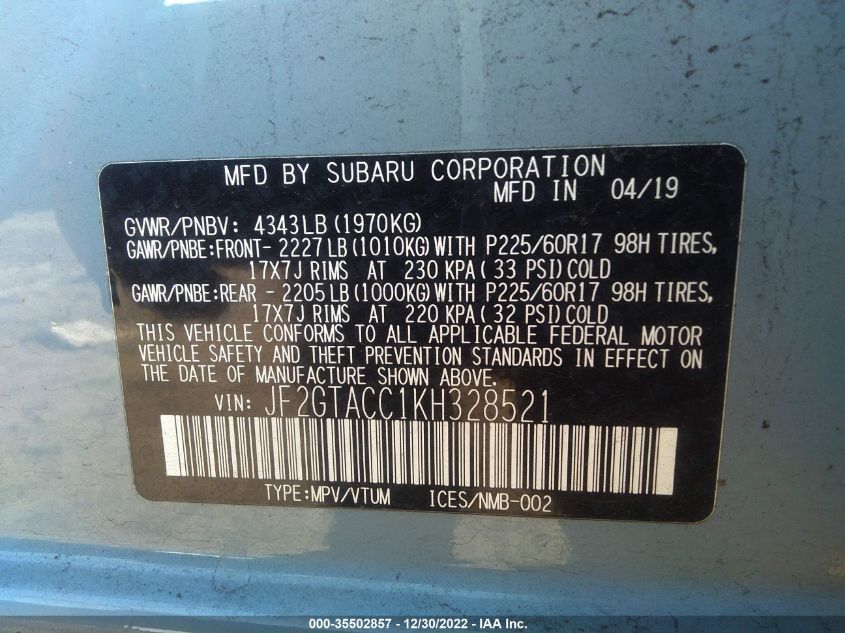 MFD BY SUBARU CORPORATION
MFD IN 04/19
GVWR/PNBV: 4343LB(1970KG)
GAWR/PNBE:FRONT- 2227LB(1010KG)WITH P225/60R17 98H TIRES,
17X7J RIMS AT 230 KPA( 33 PSI)COLD
GAWR/PNBE:REAR - 2205LB(1000KG)WITH P225/60R17 98H TIRES,
17X7J RIMS AT 220 KPA( 32 PSI)COLD
THIS VEHICLE CONFORMS TO ALL APPLICABLE FEDERAL MOTOR
VEHICLE SAFETY AND THEFT PREVENTION STANDARDS IN EFFECT ON
THE DATE OF MANUFACTURE SHOWN ABOVE.
VIN: JF2GTACC1KH328521
TYPE:MPV/VTUM ICES/NMB-002
000-35502857 - 12/30/2022 - IAA Inc.